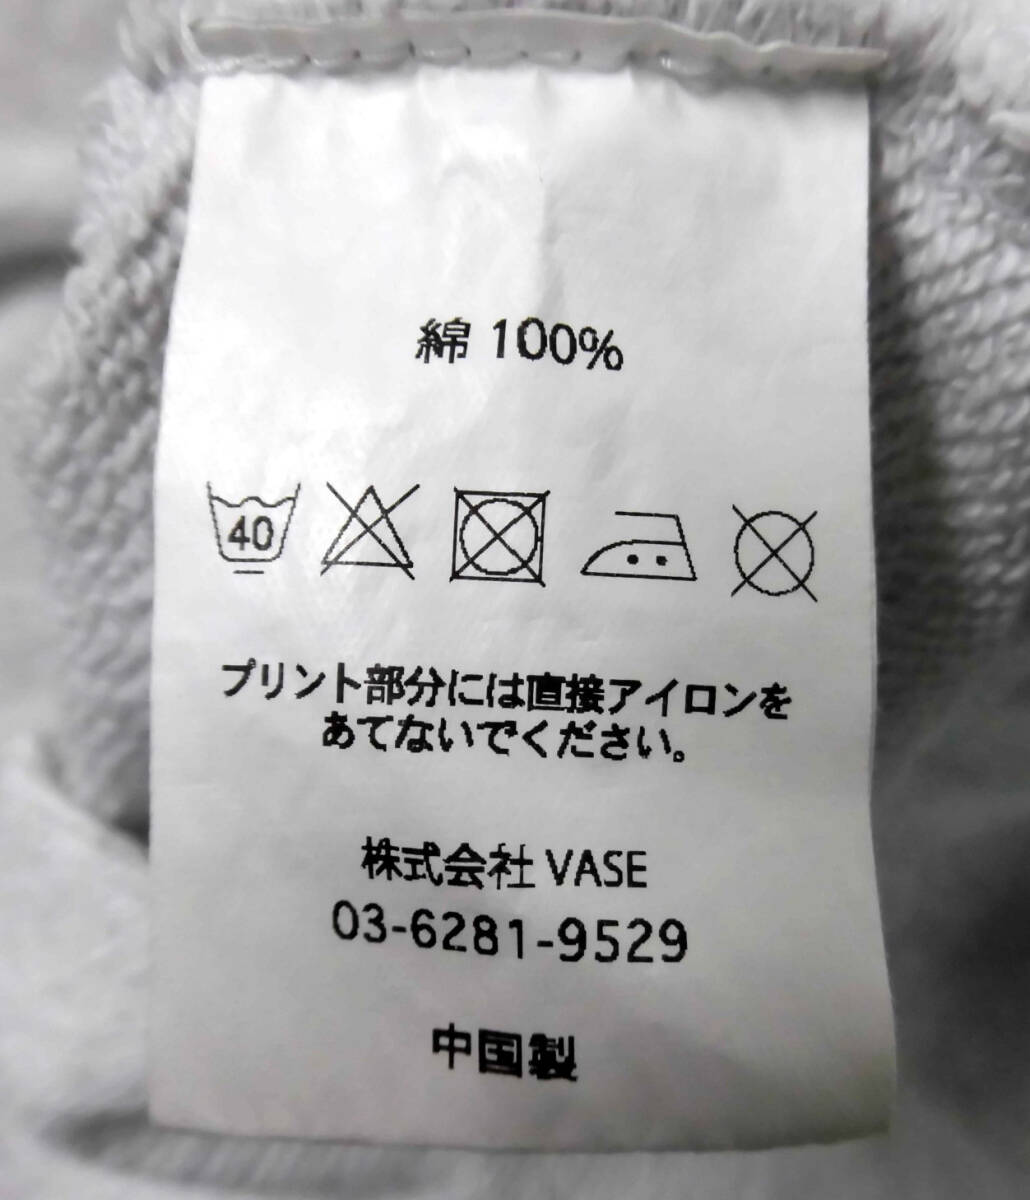 綿 100%
40
プリント部分には直接アイロンを
あてないでください。
株式会社 VASE
03-6281-9529
中国製